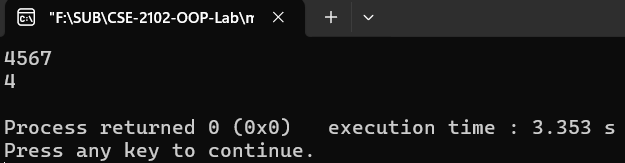 "F:\SUB\CSE-2102-OOP-Lab\m
4567
4
Process returned 0 (0x0)   execution time : 3.353 s
Press any key to continue.